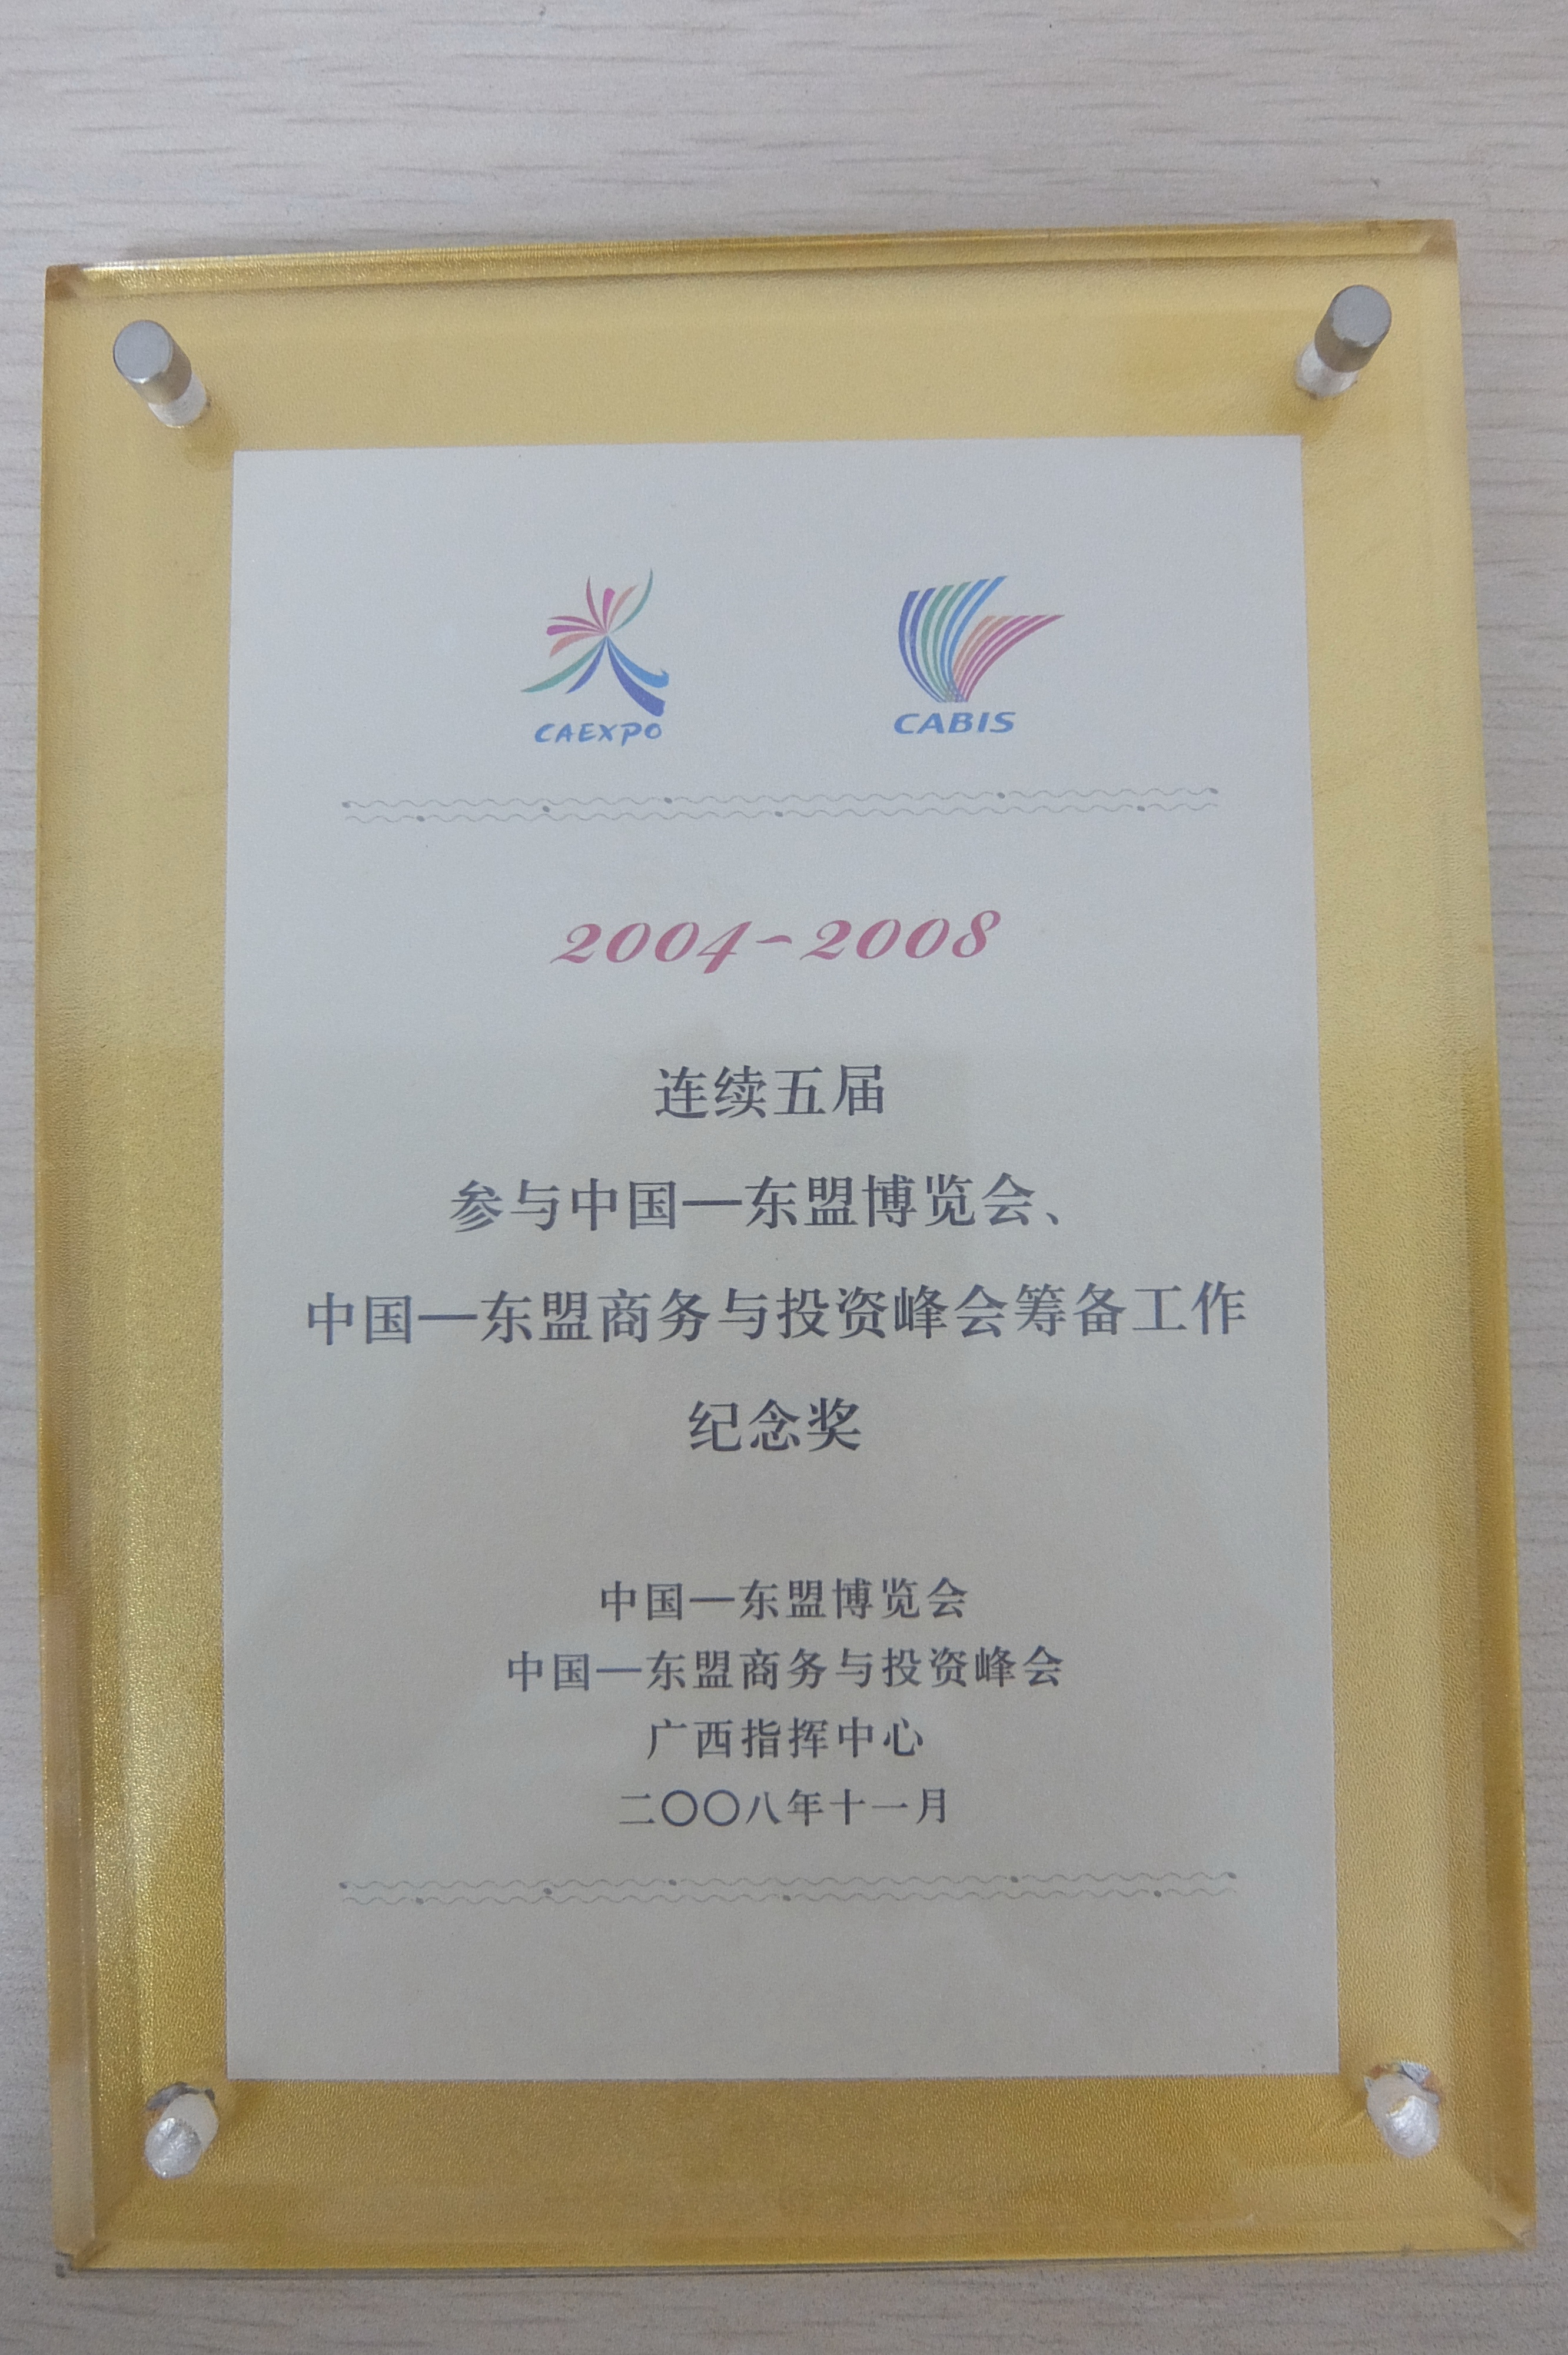 CAEXPO CABIS
2004-2008
连续五届
参与中国—东盟博览会、
中国—东盟商务与投资峰会筹备工作
纪念奖
中国—东盟博览会
中国—东盟商务与投资峰会
广西指挥中心
二〇〇八年十一月